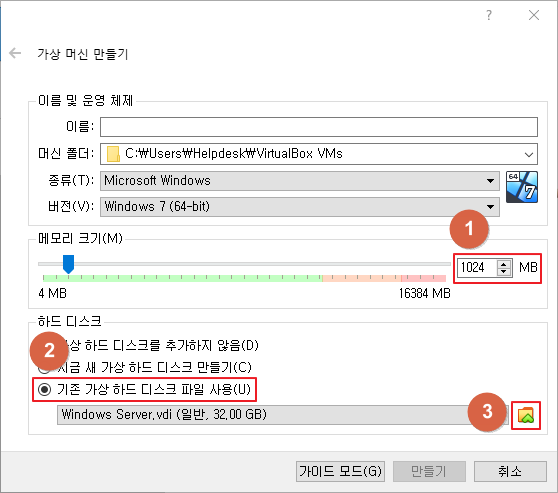 ?
가상 머신 만들기
이름 및 운영 체제
이름:
머신 폴더: C:₩Users₩Helpdesk₩VirtualBox VMs
종류(T): Microsoft Windows
64
7
버전(V): Windows 7 (64-bit)
1
메모리 크기(M)
1024 MB
4 MB 16384 MB
하드 디스크
상 하드 디스크를 추가하지 않음(D)
2
지금 새 가상 하드 디스크 만들기(C)
기존 가상 하드 디스크 파일 사용(U)
3
Windows Server.vdi (일반, 32.00 GB)
가이드 모드(G) 만들기 취소